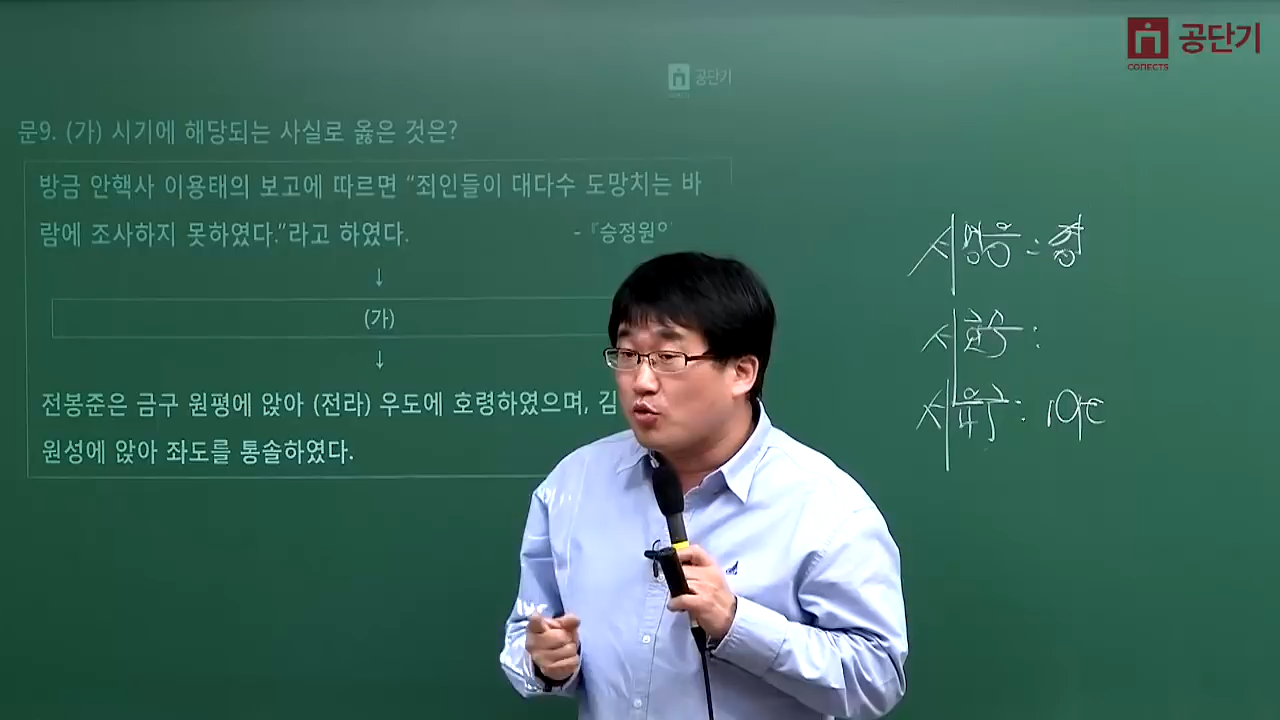 공단기
CONECTS
공단기
문9. (가) 시기에 해당되는 사실로 옳은 것은?
방금 안핵사 이용태의 보고에 따르면 “죄인들이 대다수 도망치는 바
람에 조사하지 못하였다.”라고 하였다. -『승정원
↓
(가)
↓
전봉준은 금구 원평에 앉아 (전라) 우도에 호령하였으며, 김
원성에 앉아 좌도를 통솔하였다.